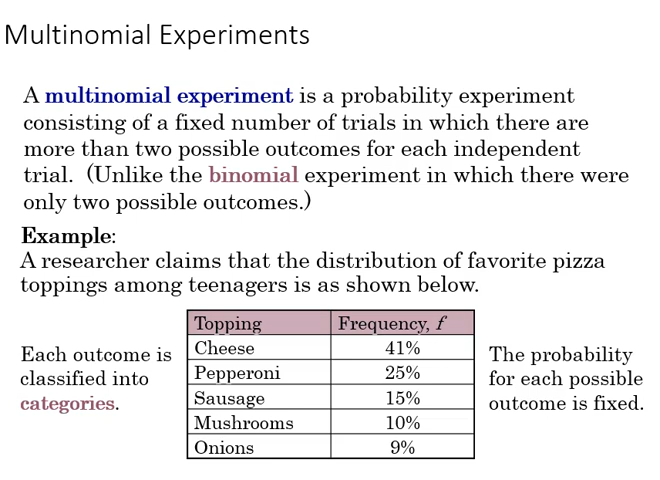 Multinomial Experiments
A multinomial experiment is a probability experiment
consisting of a fixed number of trials in which there are
more than two possible outcomes for each independent
trial. (Unlike the binomial experiment in which there were
only two possible outcomes.)
Example:
A researcher claims that the distribution of favorite pizza
toppings among teenagers is as shown below.
Each outcome is
classified into
categories.
Topping Frequency, f
Cheese 41%
Pepperoni 25%
Sausage 15%
Mushrooms 10%
Onions 9%
The probability
for each possible
outcome is fixed.